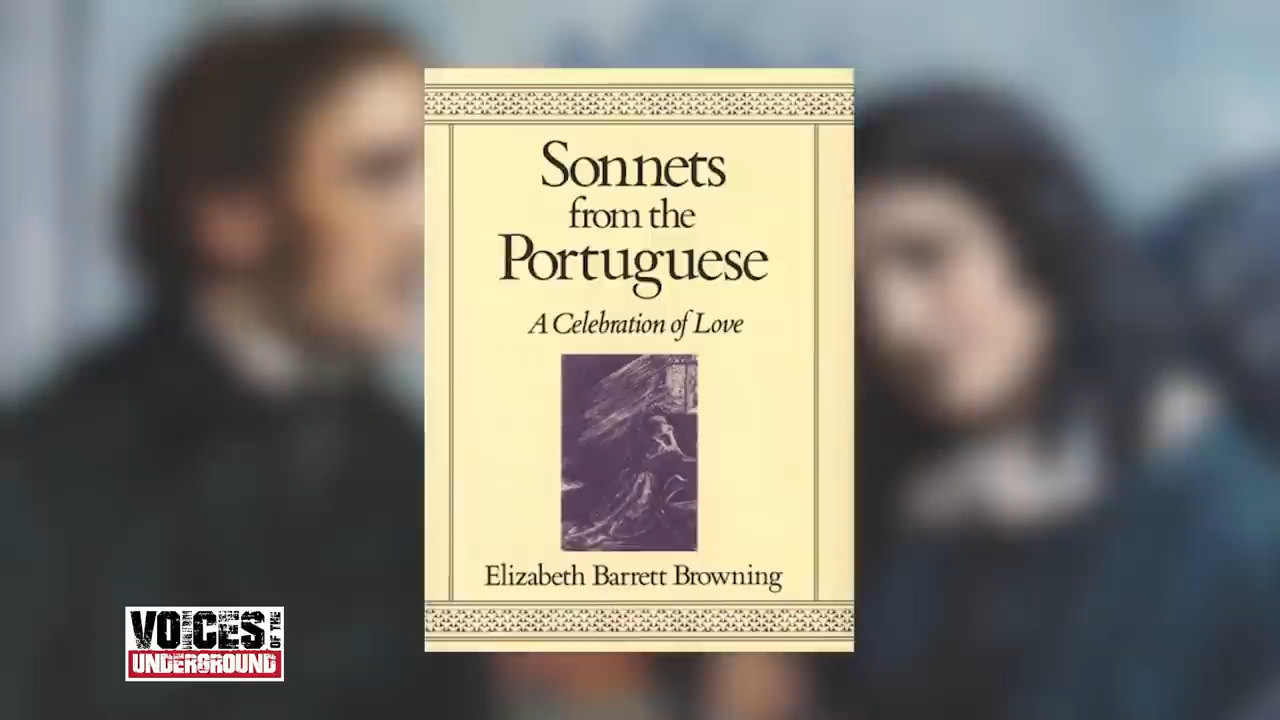 Sonnets
from the
Portuguese
A Celebration of Love
Elizabeth Barrett Browning
VOICES OF THE
UNDERGROUND